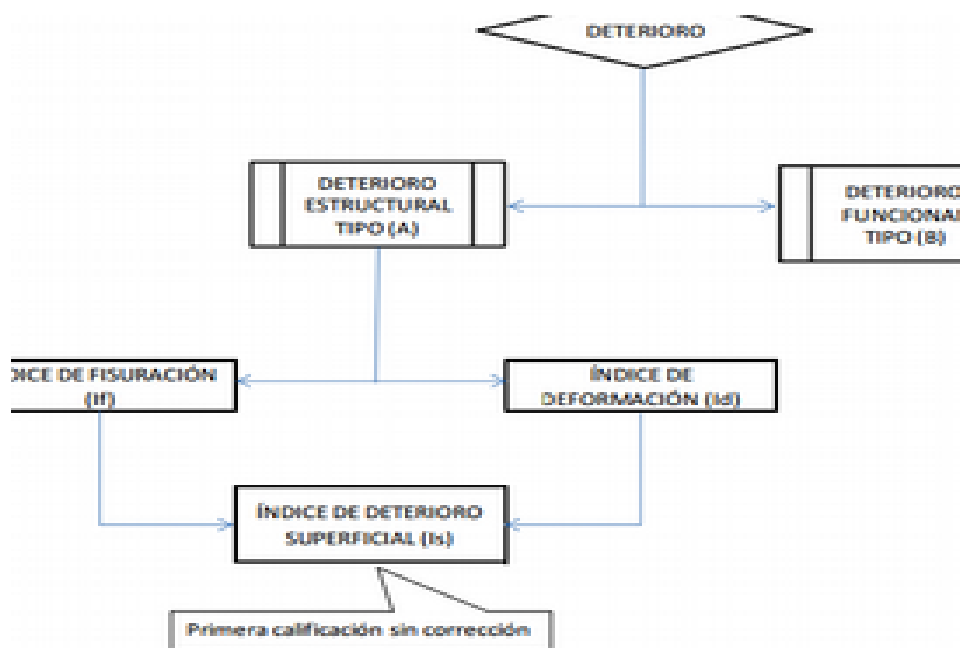 DETERIORO
DETERIORO
ESTRUCTURAL
TIPO (A)
DETERIORO
FUNCIONAL
TIPO (B)
DICE DE FISURACIÓN
(If)
ÍNDICE DE
DEFORMACIÓN (Id)
ÍNDICE DE DETERIORO
SUPERFICIAL (Is)
Primera calificación sin corrección